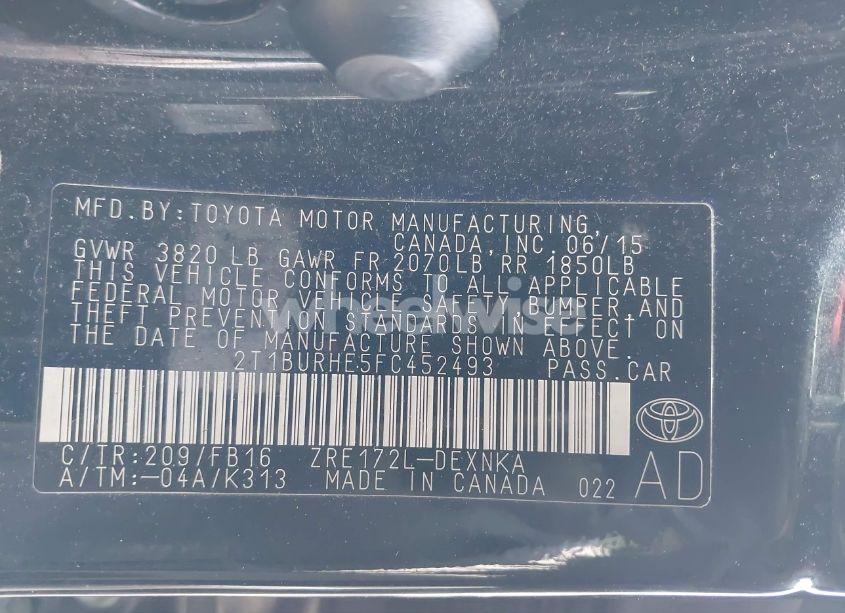 MFD.BY:TOYOTA MOTOR MANUFACTURING,
CANADA,INC. 06/15
GVWR 3820 LB GAWR FR 2070LB RR 1850LB
THIS VEHICLE CONFORMS TO ALL APPLICABLE
FEDERAL MOTOR VEHICLE SAFETY,BUMPER,AND
THEFT PREVENTION STANDARDS IN EFFECT ON
THE DATE OF MANUFACTURE SHOWN ABOVE.
wheelwise
2T1BURHE5FC452493 PASS.CAR
C/TR:209/FB16 ZRE172L-DEXNKA
A/TM:-04A/K313 MADE IN CANADA 022 AD